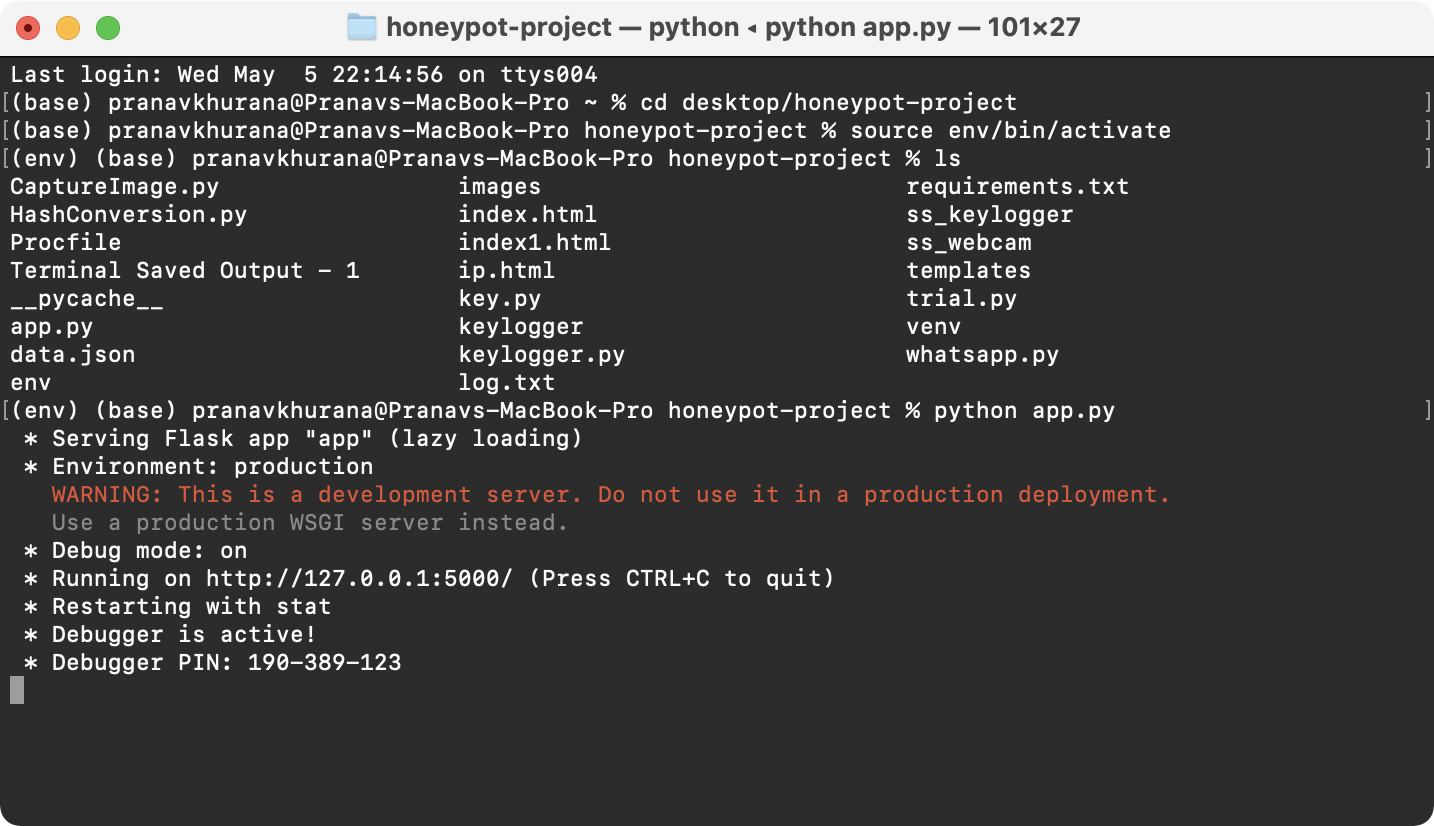 honeypot-project — python ◂ python app.py — 101×27
Last login: Wed May  5 22:14:56 on ttys004
[(base) pranavkhurana@Pranavs-MacBook-Pro ~ % cd desktop/honeypot-project ]
[(base) pranavkhurana@Pranavs-MacBook-Pro honeypot-project % source env/bin/activate ]
[(env) (base) pranavkhurana@Pranavs-MacBook-Pro honeypot-project % ls ]
CaptureImage.py images requirements.txt
HashConversion.py index.html ss_keylogger
Procfile index1.html ss_webcam
Terminal Saved Output - 1 ip.html templates
__pycache__ key.py trial.py
app.py keylogger venv
data.json keylogger.py whatsapp.py
env log.txt
[(env) (base) pranavkhurana@Pranavs-MacBook-Pro honeypot-project % python app.py ]
* Serving Flask app "app" (lazy loading)
* Environment: production
WARNING: This is a development server. Do not use it in a production deployment.
Use a production WSGI server instead.
* Debug mode: on
* Running on http://127.0.0.1:5000/ (Press CTRL+C to quit)
* Restarting with stat
* Debugger is active!
* Debugger PIN: 190-389-123